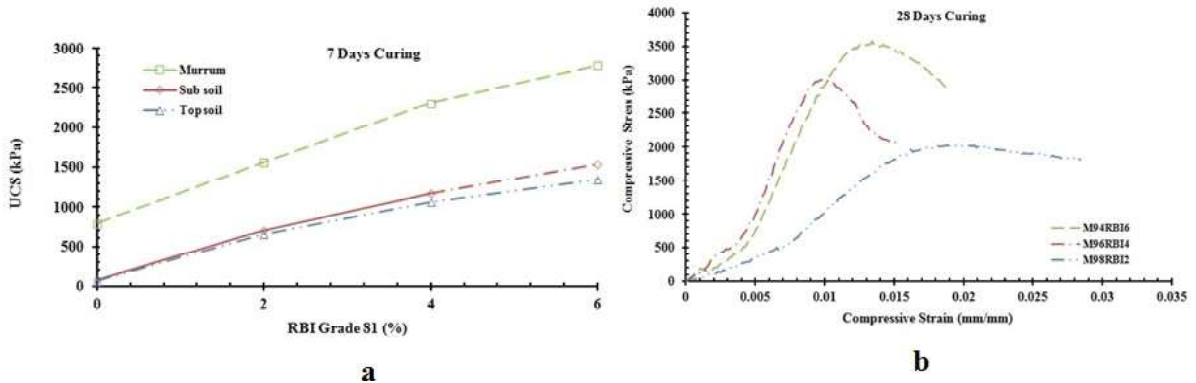 7 Days Curing
3000
2500
2000
1500
1000
500
0
Murrum
Sub soil
Top soil
UCS (kPa)
0 2 4 6
RBI Grade 81 (%)
a
28 Days Curing
4000
3500
3000
2500
2000
1500
1000
500
0
Compressive Stress (kPa)
M94RBI6
M96RBI4
M98RBI2
0 0.005 0.01 0.015 0.02 0.025 0.03 0.035
Compressive Strain (mm/mm)
b